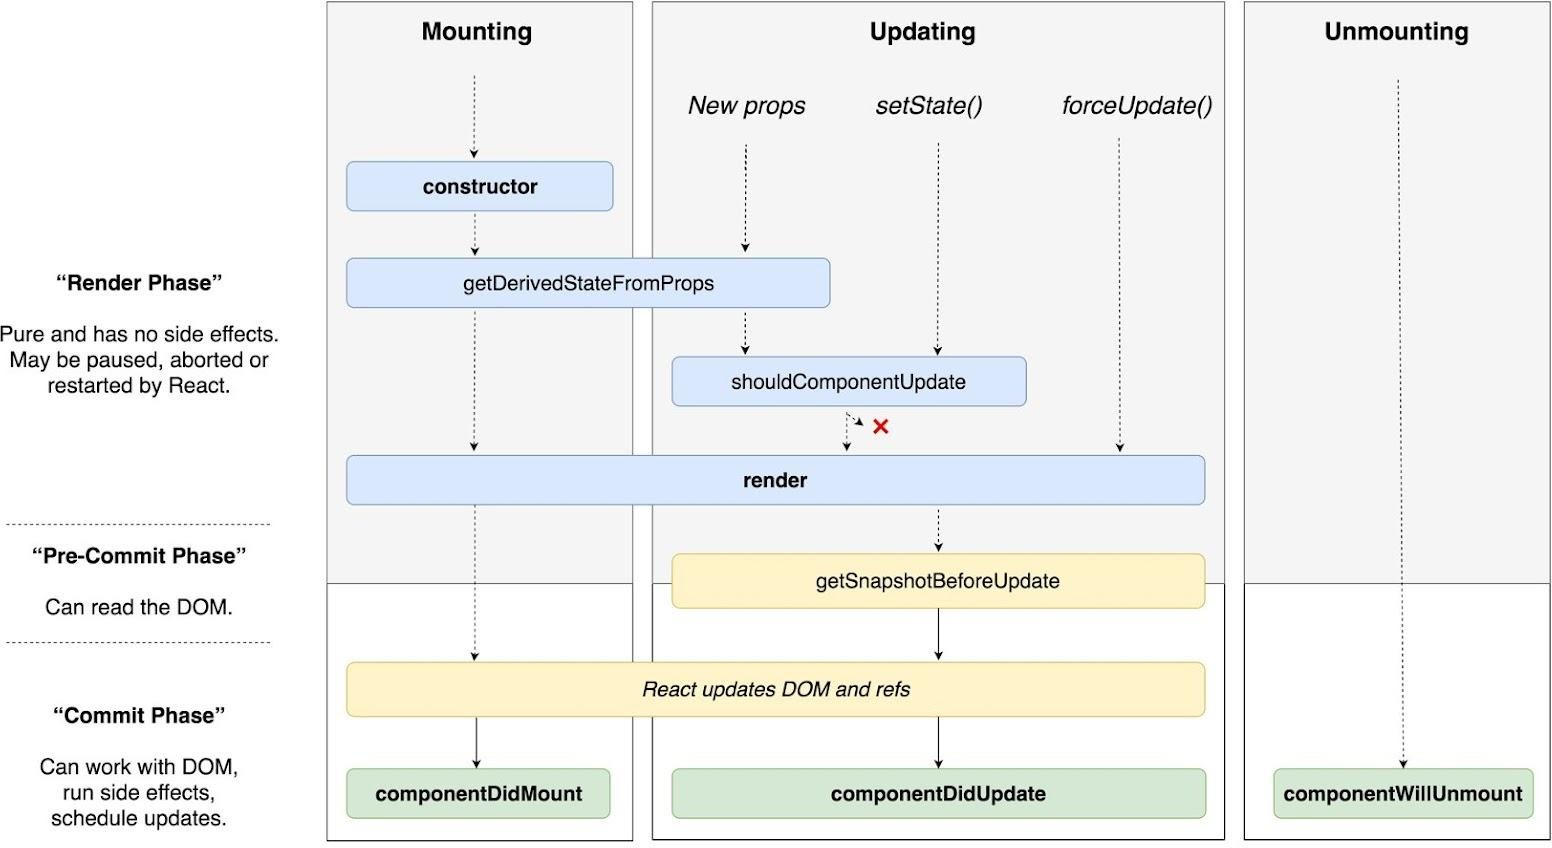 Mounting
Updating
Unmounting
New props
setState()
forceUpdate()
constructor
“Render Phase”
getDerivedStateFromProps
Pure and has no side effects.
May be paused, aborted or
restarted by React.
shouldComponentUpdate
render
“Pre-Commit Phase”
Can read the DOM.
getSnapshotBeforeUpdate
React updates DOM and refs
“Commit Phase”
Can work with DOM,
run side effects,
schedule updates.
componentDidMount
componentDidUpdate
componentWillUnmount